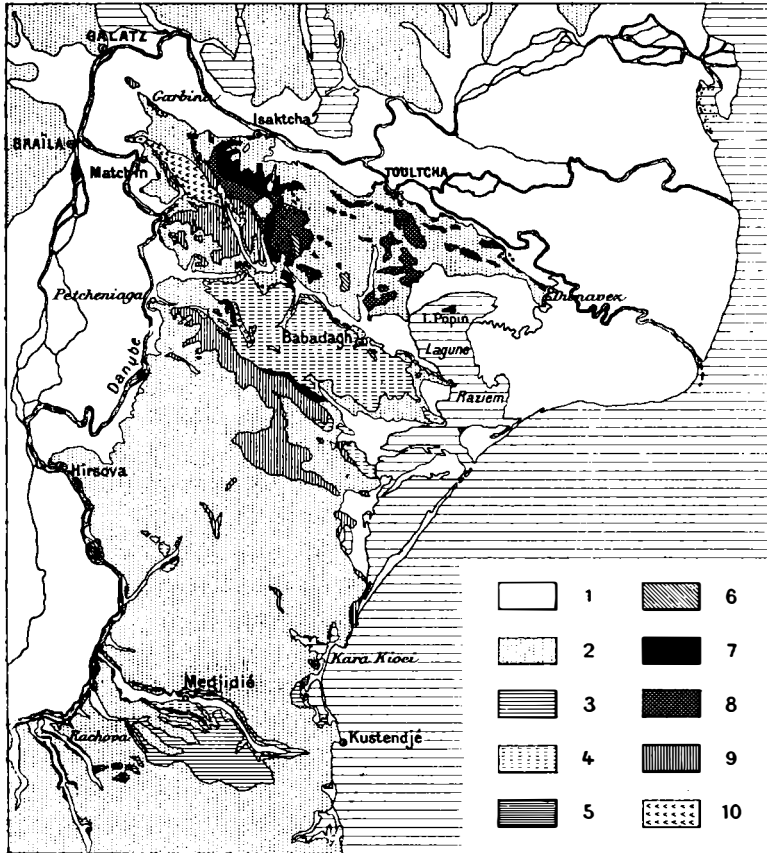 GALATZ
Garbina
Isaktcha
BRAÏLA
Matchin
TOULTCHA
Petcheniaga
I. Popin
Babadagh
Lagune
Danube
Raziem
Hirsova
1
6
2
7
Kara Kioei
Medjidié
3
8
Rachova
Kustendjé
4
9
5
10